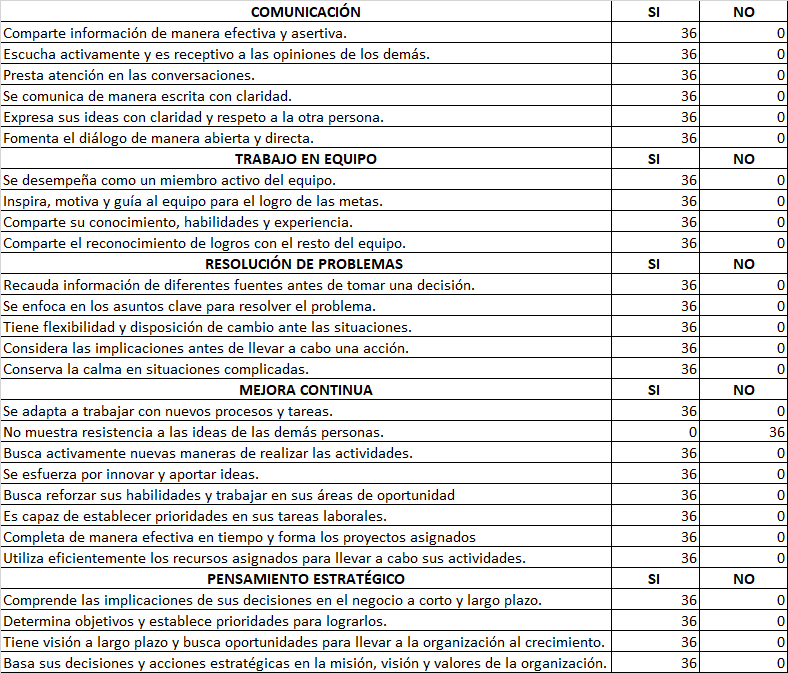 COMUNICACIÓN SI NO
Comparte información de manera efectiva y asertiva. 36 0
Escucha activamente y es receptivo a las opiniones de los demás. 36 0
Presta atención en las conversaciones. 36 0
Se comunica de manera escrita con claridad. 36 0
Expresa sus ideas con claridad y respeto a la otra persona. 36 0
Fomenta el diálogo de manera abierta y directa. 36 0
TRABAJO EN EQUIPO SI NO
Se desempeña como un miembro activo del equipo. 36 0
Inspira, motiva y guía al equipo para el logro de las metas. 36 0
Comparte su conocimiento, habilidades y experiencia. 36 0
Comparte el reconocimiento de logros con el resto del equipo. 36 0
RESOLUCIÓN DE PROBLEMAS SI NO
Recauda información de diferentes fuentes antes de tomar una decisión. 36 0
Se enfoca en los asuntos clave para resolver el problema. 36 0
Tiene flexibilidad y disposición de cambio ante las situaciones. 36 0
Considera las implicaciones antes de llevar a cabo una acción. 36 0
Conserva la calma en situaciones complicadas. 36 0
MEJORA CONTINUA SI NO
Se adapta a trabajar con nuevos procesos y tareas. 36 0
No muestra resistencia a las ideas de las demás personas. 0 36
Busca activamente nuevas maneras de realizar las actividades. 36 0
Se esfuerza por innovar y aportar ideas. 36 0
Busca reforzar sus habilidades y trabajar en sus áreas de oportunidad 36 0
Es capaz de establecer prioridades en sus tareas laborales. 36 0
Completa de manera efectiva en tiempo y forma los proyectos asignados 36 0
Utiliza eficientemente los recursos asignados para llevar a cabo sus actividades. 36 0
PENSAMIENTO ESTRATÉGICO SI NO
Comprende las implicaciones de sus decisiones en el negocio a corto y largo plazo. 36 0
Determina objetivos y establece prioridades para lograrlos. 36 0
Tiene visión a largo plazo y busca oportunidades para llevar a la organización al crecimiento. 36 0
Basa sus decisiones y acciones estratégicas en la misión, visión y valores de la organización. 36 0